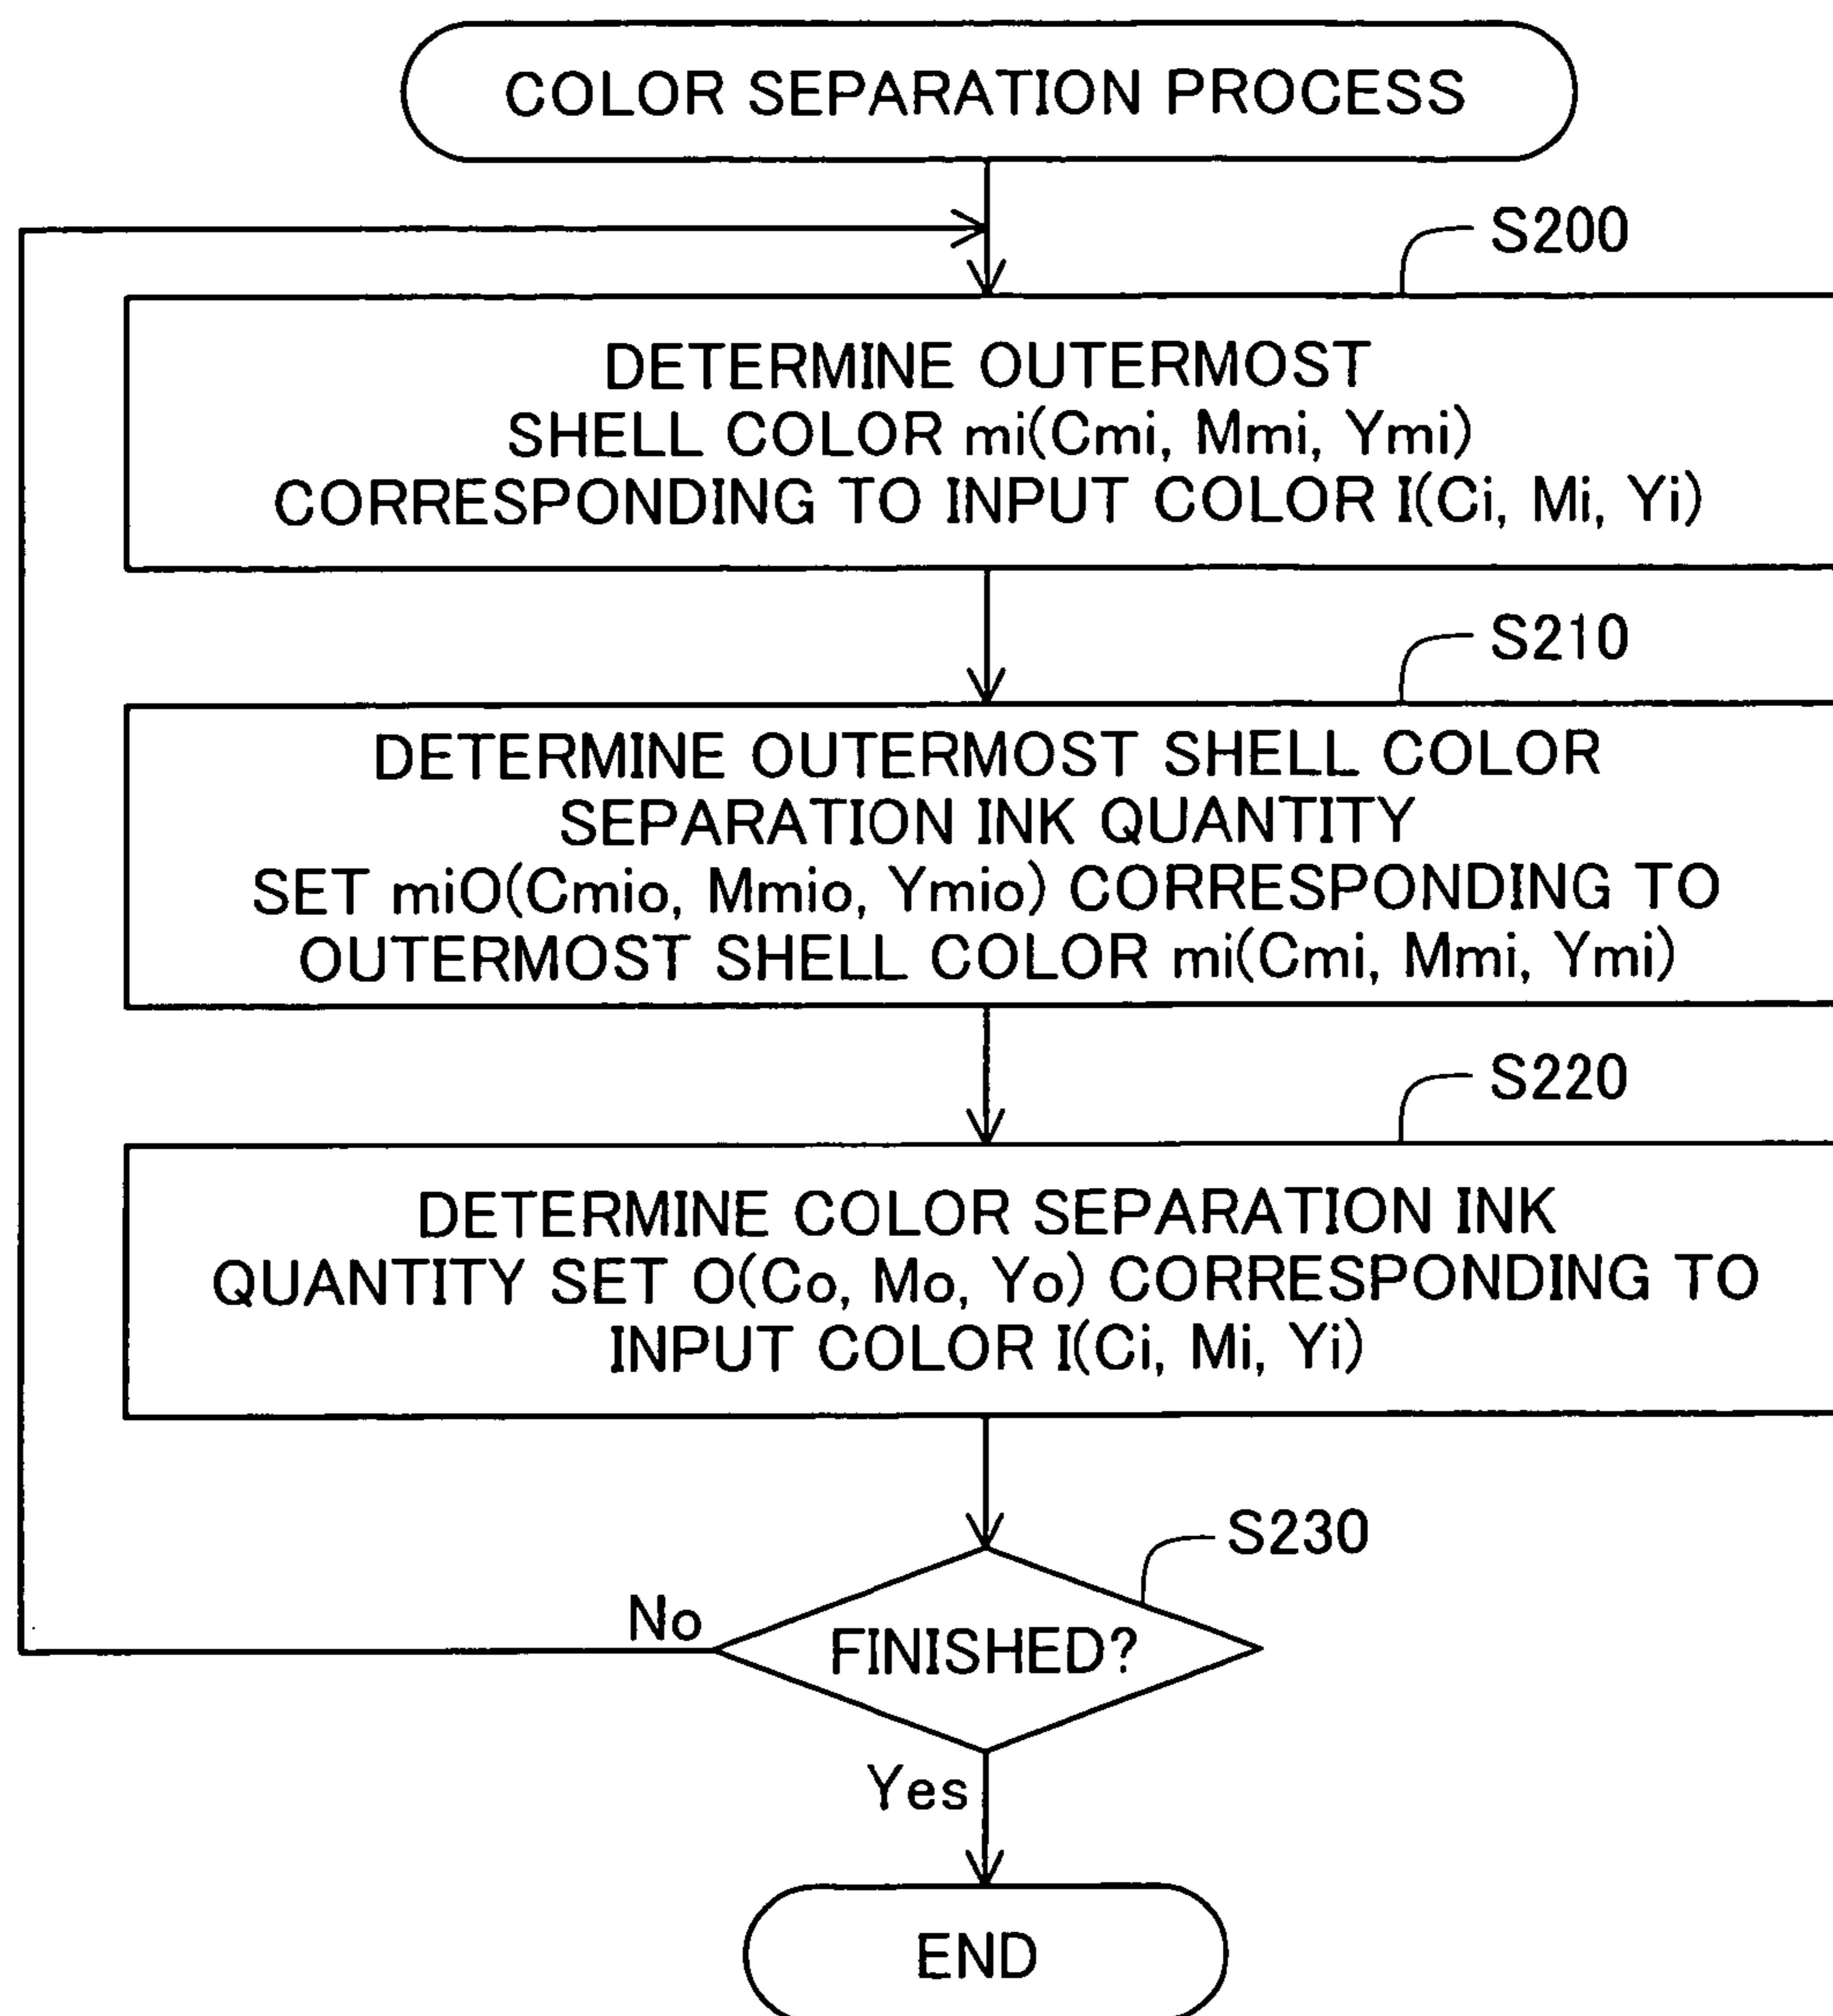 COLOR SEPARATION PROCESS
S200
DETERMINE OUTERMOST
SHELL COLOR mi(Cmi, Mmi, Ymi)
CORRESPONDING TO INPUT COLOR I(Ci, Mi, Yi)
S210
DETERMINE OUTERMOST SHELL COLOR
SEPARATION INK QUANTITY
SET miO(Cmio, Mmio, Ymio) CORRESPONDING TO
OUTERMOST SHELL COLOR mi(Cmi, Mmi, Ymi)
S220
DETERMINE COLOR SEPARATION INK
QUANTITY SET O(Co, Mo, Yo) CORRESPONDING TO
INPUT COLOR I(Ci, Mi, Yi)
S230
No
FINISHED?
Yes
END